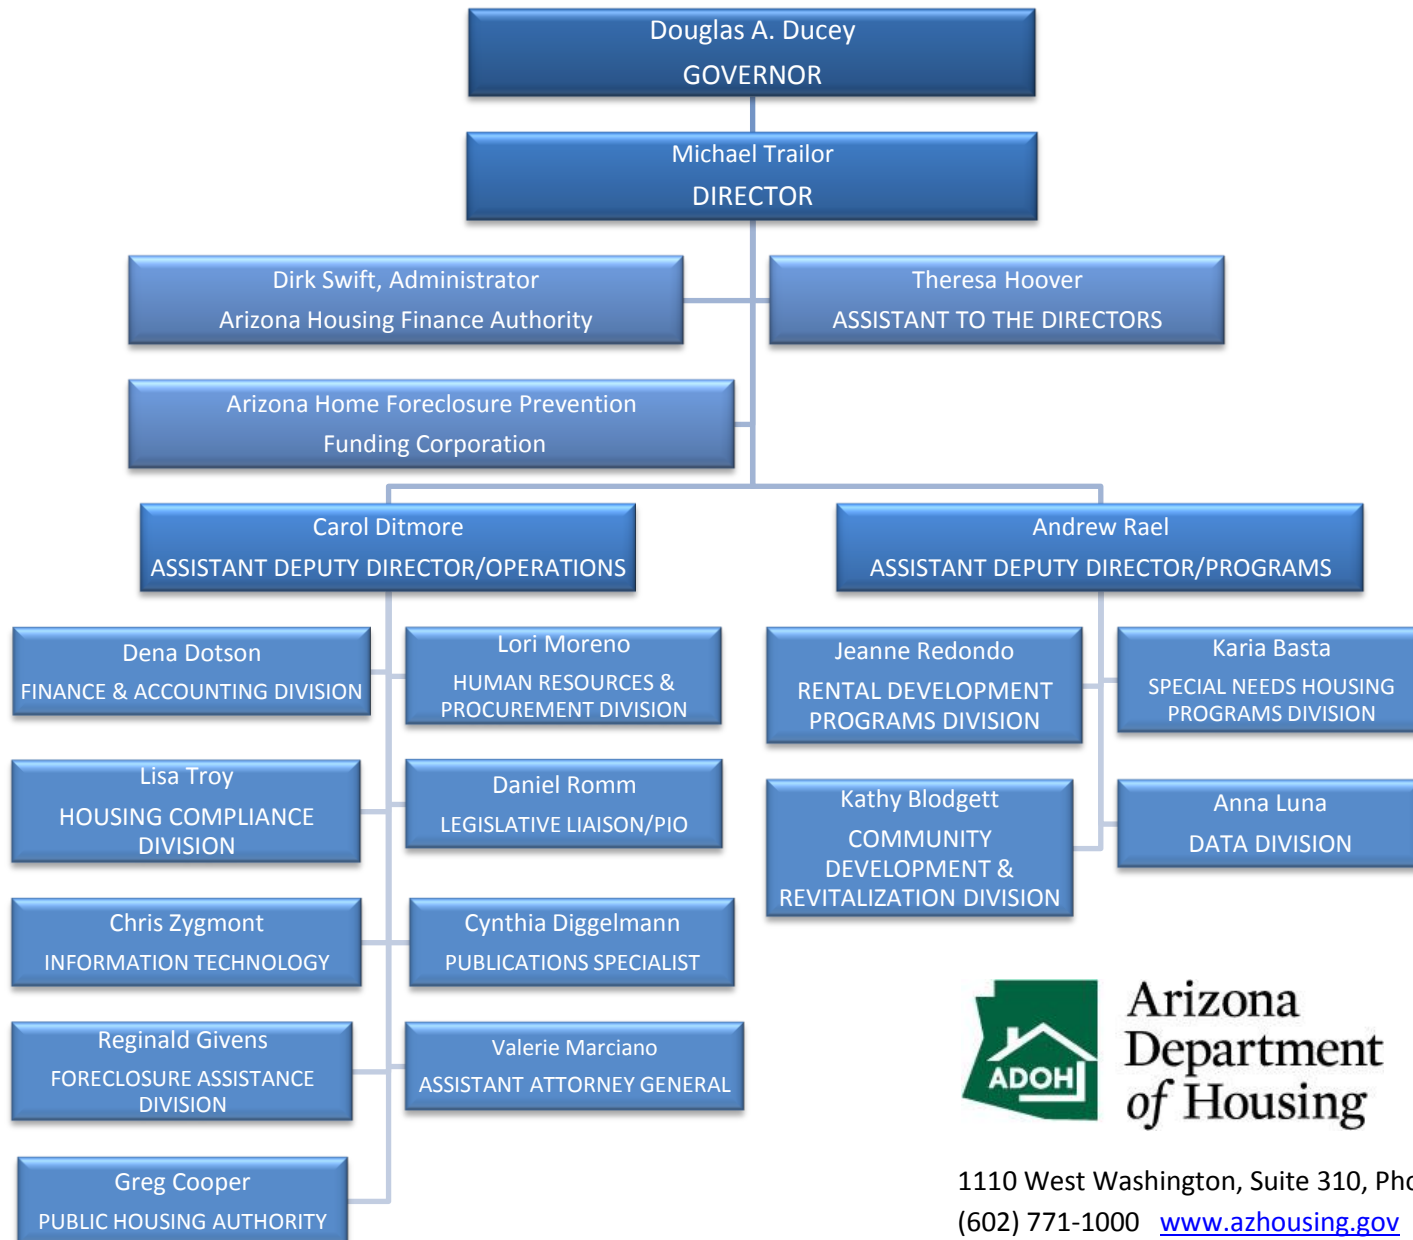 Douglas A. Ducey
GOVERNOR
Michael Trailor
DIRECTOR
Dirk Swift, Administrator
Arizona Housing Finance Authority
Theresa Hoover
ASSISTANT TO THE DIRECTORS
Arizona Home Foreclosure Prevention
Funding Corporation
Carol Ditmore
ASSISTANT DEPUTY DIRECTOR/OPERATIONS
Andrew Rael
ASSISTANT DEPUTY DIRECTOR/PROGRAMS
Dena Dotson
FINANCE & ACCOUNTING DIVISION
Lori Moreno
HUMAN RESOURCES &
PROCUREMENT DIVISION
Jeanne Redondo
RENTAL DEVELOPMENT
PROGRAMS DIVISION
Karia Basta
SPECIAL NEEDS HOUSING
PROGRAMS DIVISION
Lisa Troy
HOUSING COMPLIANCE
DIVISION
Daniel Romm
LEGISLATIVE LIAISON/PIO
Kathy Blodgett
COMMUNITY
DEVELOPMENT &
REVITALIZATION DIVISION
Anna Luna
DATA DIVISION
Chris Zygmont
INFORMATION TECHNOLOGY
Cynthia Diggelmann
PUBLICATIONS SPECIALIST
Reginald Givens
FORECLOSURE ASSISTANCE
DIVISION
Valerie Marciano
ASSISTANT ATTORNEY GENERAL
Greg Cooper
PUBLIC HOUSING AUTHORITY
ADOH
Arizona
Department
of Housing
1110 West Washington, Suite 310,
(602) 771-1000 www.azhousing.gov